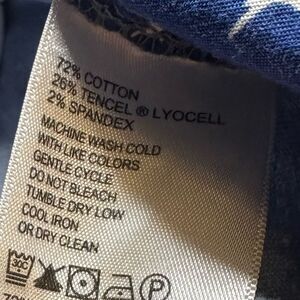 72% COTTON
26% TENCEL ® LYOCELL
2% SPANDEX
MACHINE WASH COLD
WITH LIKE COLORS
GENTLE CYCLE
DO NOT BLEACH
TUMBLE DRY LOW
COOL IRON
OR DRY CLEAN
P